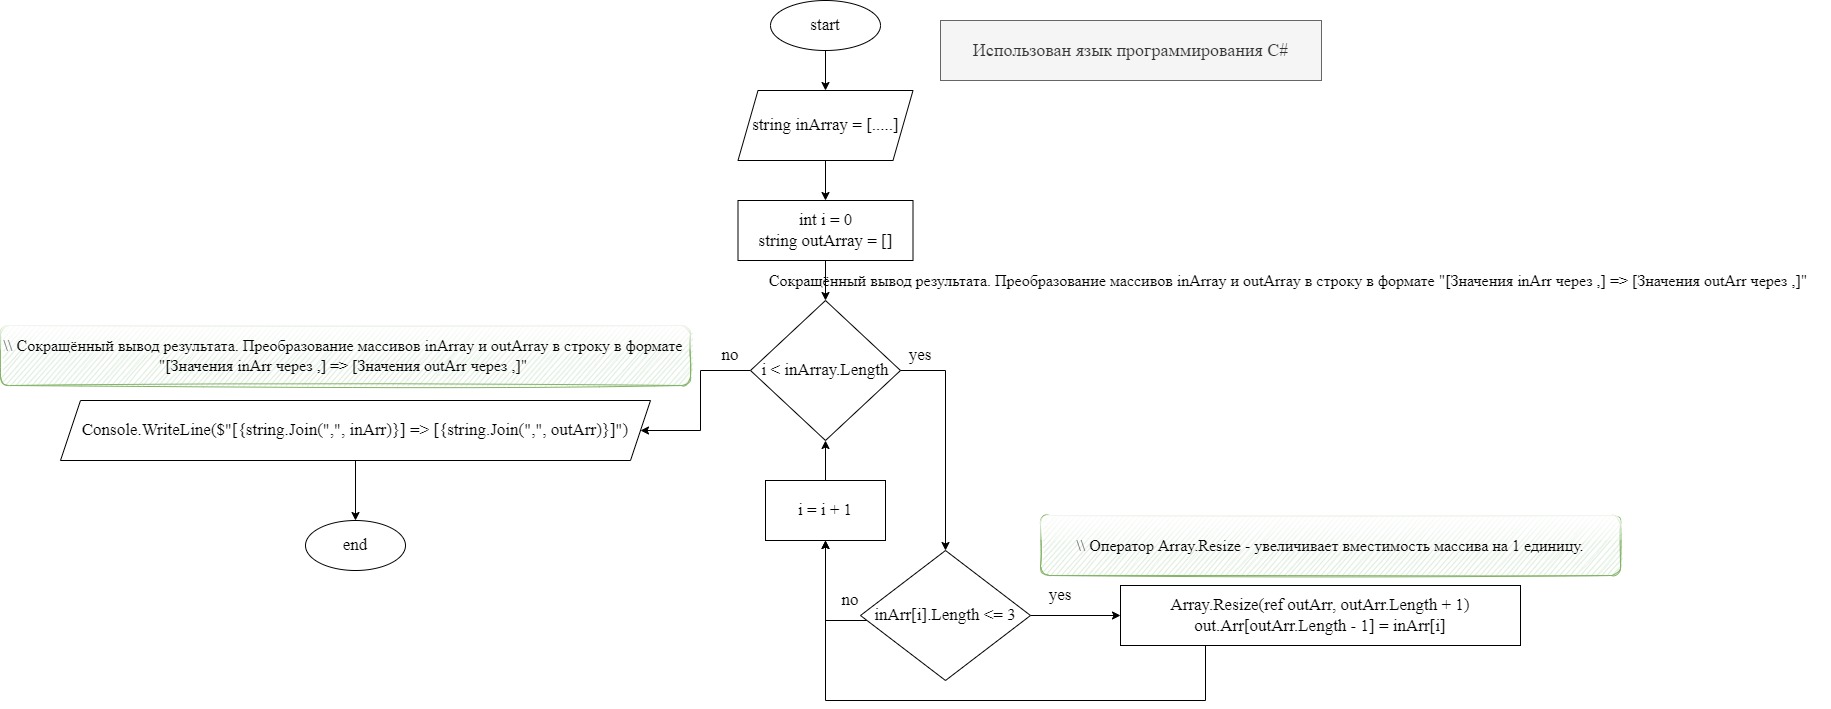 start
Использован язык программирования C#
string inArray = [.....]
int i = 0
string outArray = []
Сокращённый вывод результата. Преобразование массивов inArray и outArray в строку в формате "[Значения inArr через ,] => [Значения outArr через ,]"
\\ Сокращённый вывод результата. Преобразование массивов inArray и outArray в строку в формате
"[Значения inArr через ,] => [Значения outArr через ,]"
no
yes
i < inArray.Length
Console.WriteLine($"[{string.Join(",", inArr)}] => [{string.Join(",", outArr)}]")
i = i + 1
end
\\ Оператор Array.Resize - увеличивает вместимость массива на 1 единицу.
no
yes
inArr[i].Length <= 3
Array.Resize(ref outArr, outArr.Length + 1)
out.Arr[outArr.Length - 1] = inArr[i]